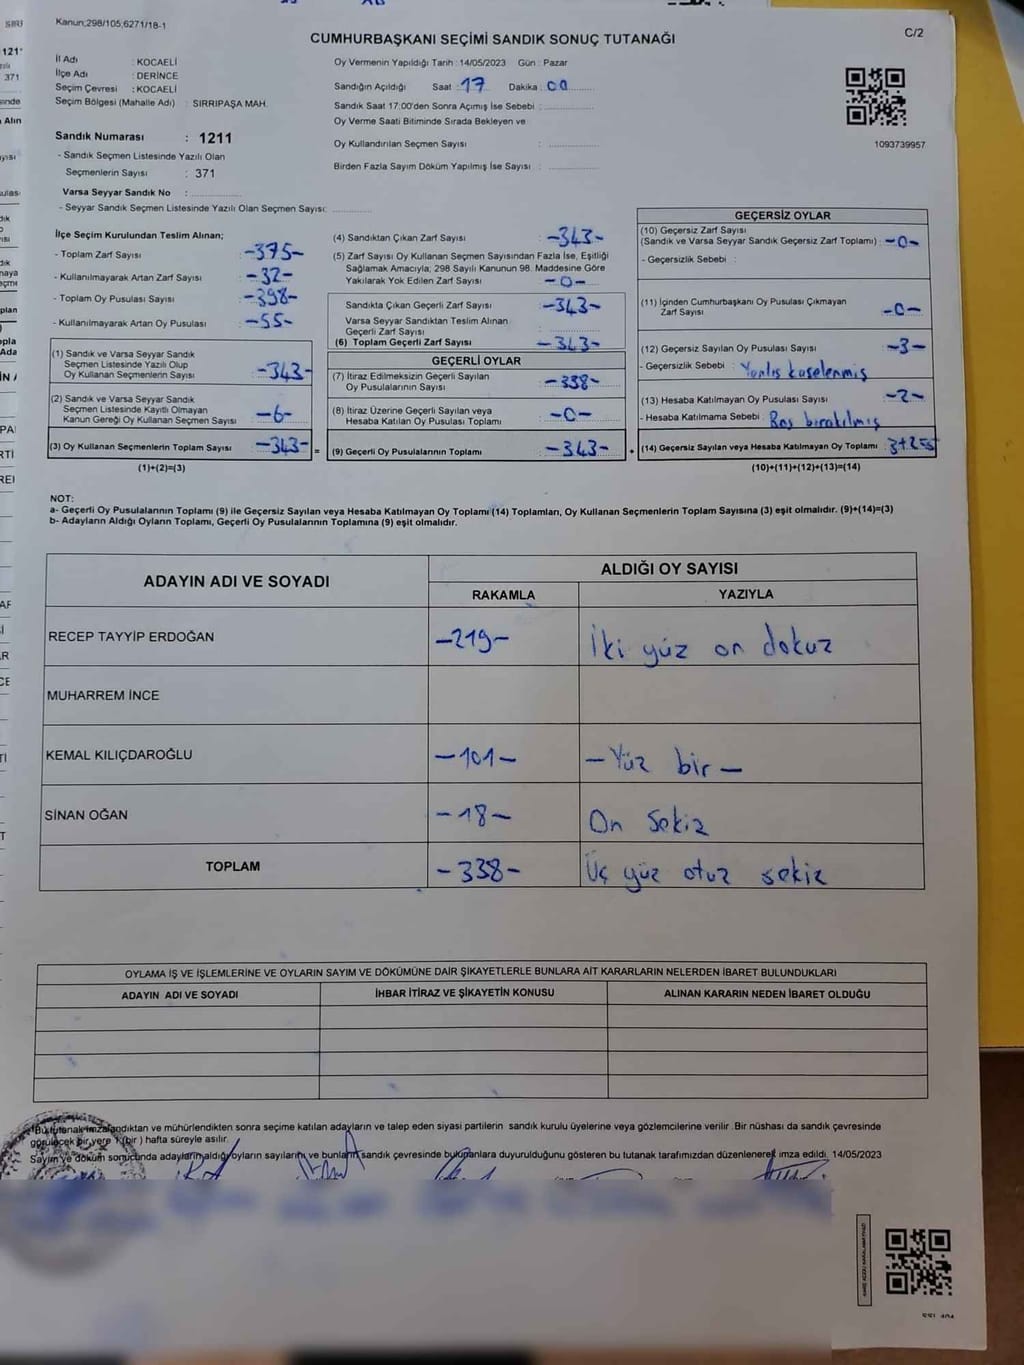 Kanun;298/105;6271/18-1
C/2
CUMHURBAŞKANI SEÇİMİ SANDIK SONUÇ TUTANAĞI
İl Adı : KOCAELİ
İlçe Adı : DERİNCE
Seçim Çevresi : KOCAELİ
Seçim Bölgesi (Mahalle Adı) : SIRRIPAŞA MAH.
Sandık Numarası : 1211
- Sandık Seçmen Listesinde Yazılı Olan
Seçmenlerin Sayısı : 371
Varsa Seyyar Sandık No :
- Seyyar Sandık Seçmen Listesinde Yazılı Olan Seçmen Sayısı:
Oy Vermenin Yapıldığı Tarih : 14/05/2023 Gün : Pazar
Sandığın Açıldığı Saat : 17 Dakika : 00
Sandık Saat 17:00'den Sonra Açımış İse Sebebi :
Oy Verme Saati Bitiminde Sırada Bekleyen ve
Oy Kullandırılan Seçmen Sayısı :
Birden Fazla Sayım Döküm Yapılmış İse Sayısı :
1093739957
İlçe Seçim Kurulundan Teslim Alınan;
- Toplam Zarf Sayısı : -375-
- Kullanılmayarak Artan Zarf Sayısı : -32-
- Toplam Oy Pusulası Sayısı : -398-
- Kullanılmayarak Artan Oy Pusulası : -55-
(1) Sandık ve Varsa Seyyar Sandık
Seçmen Listesinde Yazılı Olup
Oy Kullanan Seçmenlerin Sayısı : -343-
(2) Sandık ve Varsa Seyyar Sandık
Seçmen Listesinde Kayıtlı Olmayan
Kanun Gereği Oy Kullanan Seçmen Sayısı : -6-
(3) Oy Kullanan Seçmenlerin Toplam Sayısı : -343- =
(1)+(2)=(3)
(4) Sandıktan Çıkan Zarf Sayısı : -343-
(5) Zarf Sayısı Oy Kullanan Seçmen Sayısından Fazla İse, Eşitliği
Sağlamak Amacıyla; 298 Sayılı Kanunun 98. Maddesine Göre
Yakılarak Yok Edilen Zarf Sayısı : -0-
Sandıkta Çıkan Geçerli Zarf Sayısı : -343-
Varsa Seyyar Sandıktan Teslim Alınan
Geçerli Zarf Sayısı :
(6) Toplam Geçerli Zarf Sayısı : -343-
GEÇERLİ OYLAR
(7) İtiraz Edilmeksizin Geçerli Sayılan
Oy Pusulalarının Sayısı : -338-
(8) İtiraz Üzerine Geçerli Sayılan veya
Hesaba Katılan Oy Pusulası Toplamı : -0-
(9) Geçerli Oy Pusulalarının Toplamı : -343- +
GEÇERSİZ OYLAR
(10) Geçersiz Zarf Sayısı
(Sandık ve Varsa Seyyar Sandık Geçersiz Zarf Toplamı) : -0-
- Geçersizlik Sebebi :
(11) İçinden Cumhurbaşkanı Oy Pusulası Çıkmayan
Zarf Sayısı : -0-
(12) Geçersiz Sayılan Oy Pusulası Sayısı : -3-
- Geçersizlik Sebebi : Yanlış kaselenmiş
(13) Hesaba Katılmayan Oy Pusulası Sayısı : -2-
- Hesaba Katılmama Sebebi : Boş bırakılmış
(14) Geçersiz Sayılan veya Hesaba Katılmayan Oy Toplamı : 3+2=5
(10)+(11)+(12)+(13)=(14)
NOT:
a- Geçerli Oy Pusulalarının Toplamı (9) ile Geçersiz Sayılan veya Hesaba Katılmayan Oy Toplamı (14) Toplamları, Oy Kullanan Seçmenlerin Toplam Sayısına (3) eşit olmalıdır. (9)+(14)=(3)
b- Adayların Aldığı Oyların Toplamı, Geçerli Oy Pusulalarının Toplamına (9) eşit olmalıdır.
ADAYIN ADI VE SOYADI
ALDIĞI OY SAYISI
RAKAMLA YAZIYLA
RECEP TAYYİP ERDOĞAN -219- İki yüz on dokuz
MUHARREM İNCE
KEMAL KILIÇDAROĞLU -101- -Yüz bir-
SİNAN OĞAN -18- On sekiz
TOPLAM -338- Üç yüz otuz sekiz
OYLAMA İŞ VE İŞLEMLERİNE VE OYLARIN SAYIM VE DÖKÜMÜNE DAİR ŞİKAYETLERLE BUNLARA AİT KARARLARIN NELERDEN İBARET BULUNDUKLARI
ADAYIN ADI VE SOYADI İHBAR İTİRAZ VE ŞİKAYETİN KONUSU ALINAN KARARIN NEDEN İBARET OLDUĞU
Bu tutanak imzalandıktan ve mühürlendikten sonra seçime katılan adayların ve talep eden siyasi partilerin sandık kurulu üyelerine veya gözlemcilerine verilir. Bir nüshası da sandık çevresinde
görülecek bir yere 1 (bir) hafta süreyle asılır.
Sayım ve döküm sonucunda adayların aldığı oyların sayılarını ve bunların sandık çevresinde bulunanlara duyurulduğunu gösteren bu tutanak tarafımızdan düzenlenerek imza edildi. 14/05/2023